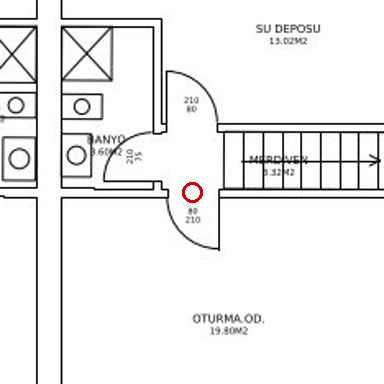 SU DEPOSU
13.02M2
210
80
BANYO
3.60M2
210
75
MERDİVEN
3.32M2
80
210
OTURMA.OD.
19.80M2